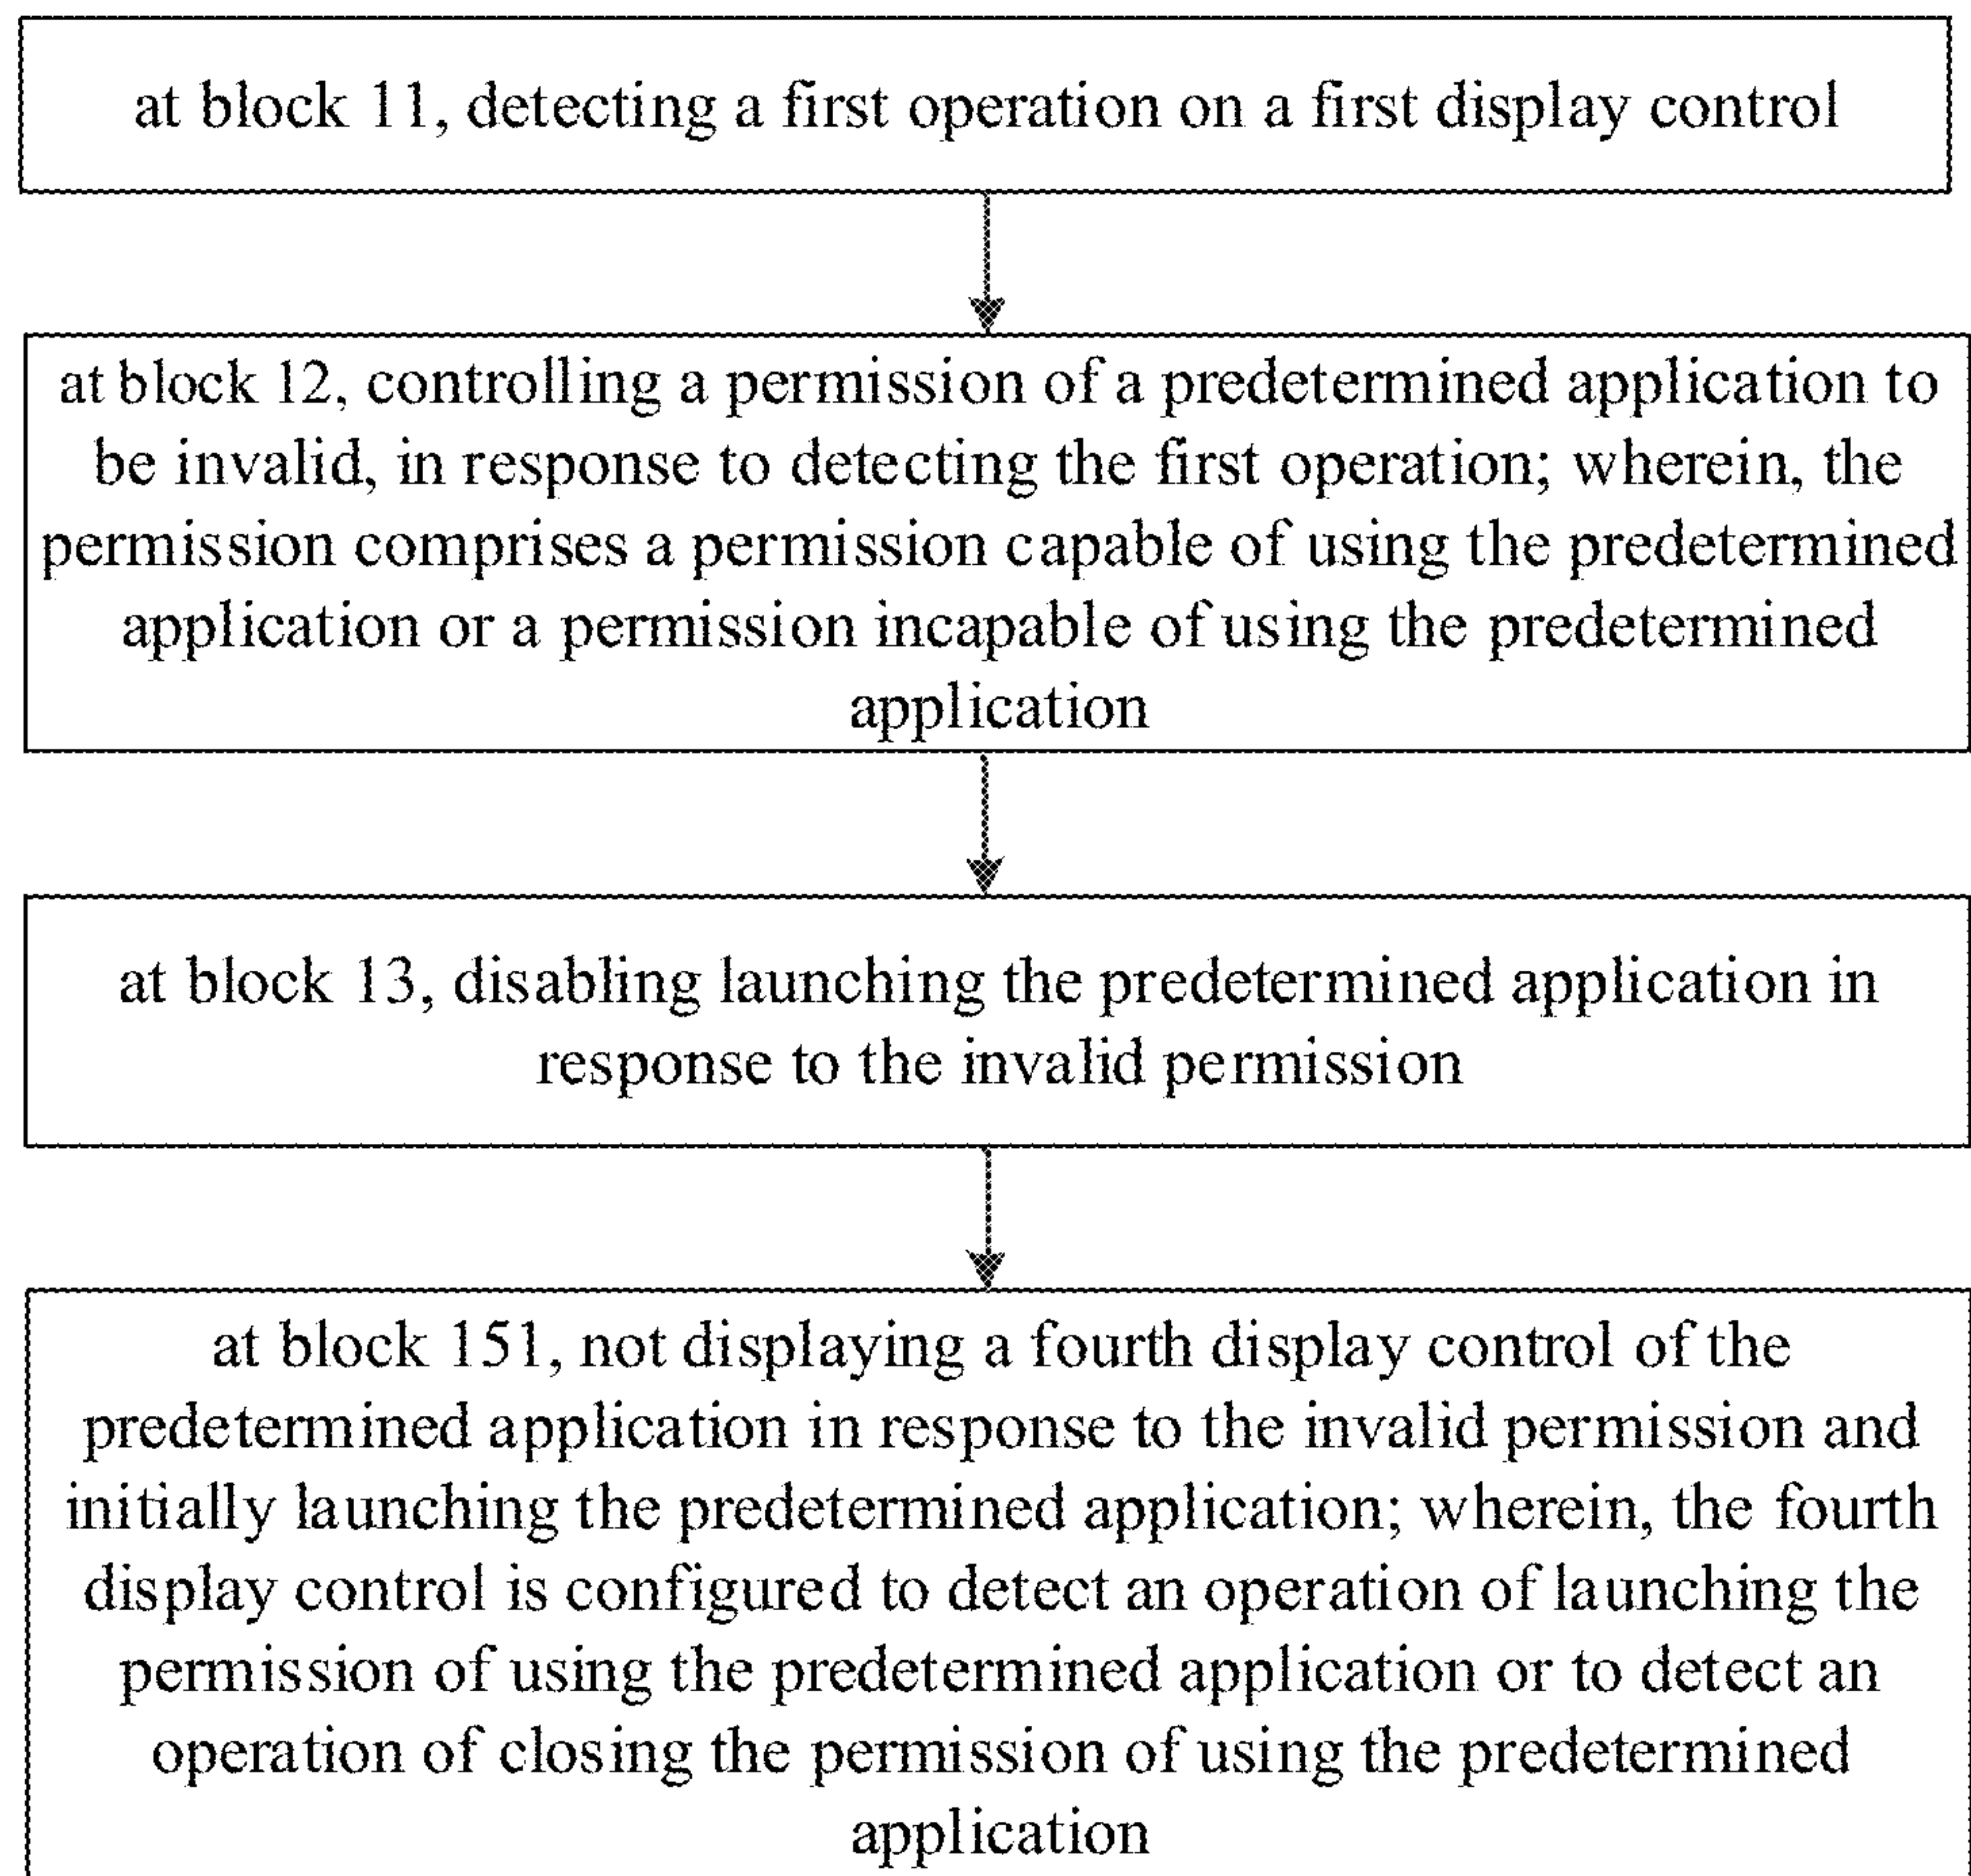 at block 11, detecting a first operation on a first display control
at block 12, controlling a permission of a predetermined application to
be invalid, in response to detecting the first operation; wherein, the
permission comprises a permission capable of using the predetermined
application or a permission incapable of using the predetermined
application
at block 13, disabling launching the predetermined application in
response to the invalid permission
at block 151, not displaying a fourth display control of the
predetermined application in response to the invalid permission and
initially launching the predetermined application; wherein, the fourth
display control is configured to detect an operation of launching the
permission of using the predetermined application or to detect an
operation of closing the permission of using the predetermined
application